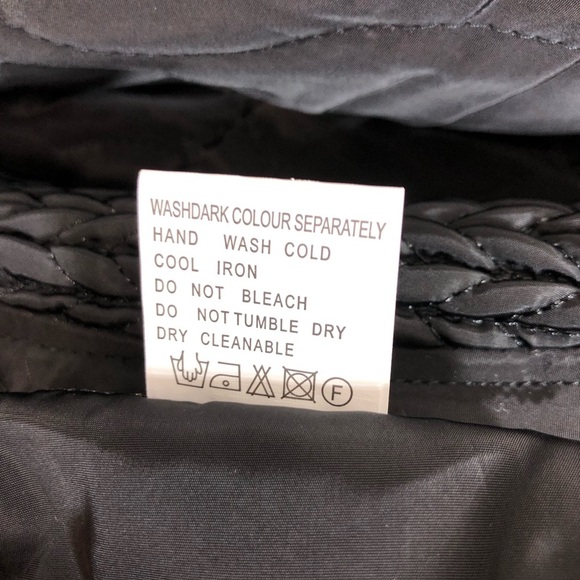 WASHDARK COLOUR SEPARATELY
HAND WASH COLD
COOL IRON
DO NOT BLEACH
DO NOTTUMBLE DRY
DRY CLEANABLE
F